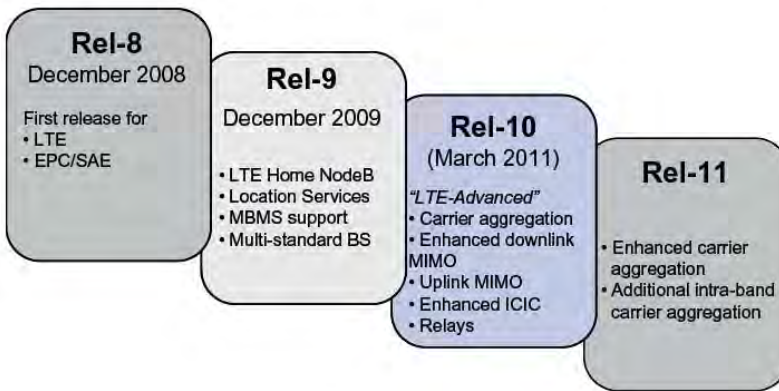 Rel-8
December 2008
First release for
• LTE
• EPC/SAE
Rel-9
December 2009
• LTE Home NodeB
• Location Services
• MBMS support
• Multi-standard BS
Rel-10
(March 2011)
"LTE-Advanced"
• Carrier aggregation
• Enhanced downlink
MIMO
• Uplink MIMO
• Enhanced ICIC
• Relays
Rel-11
• Enhanced carrier
aggregation
• Additional intra-band
carrier aggregation